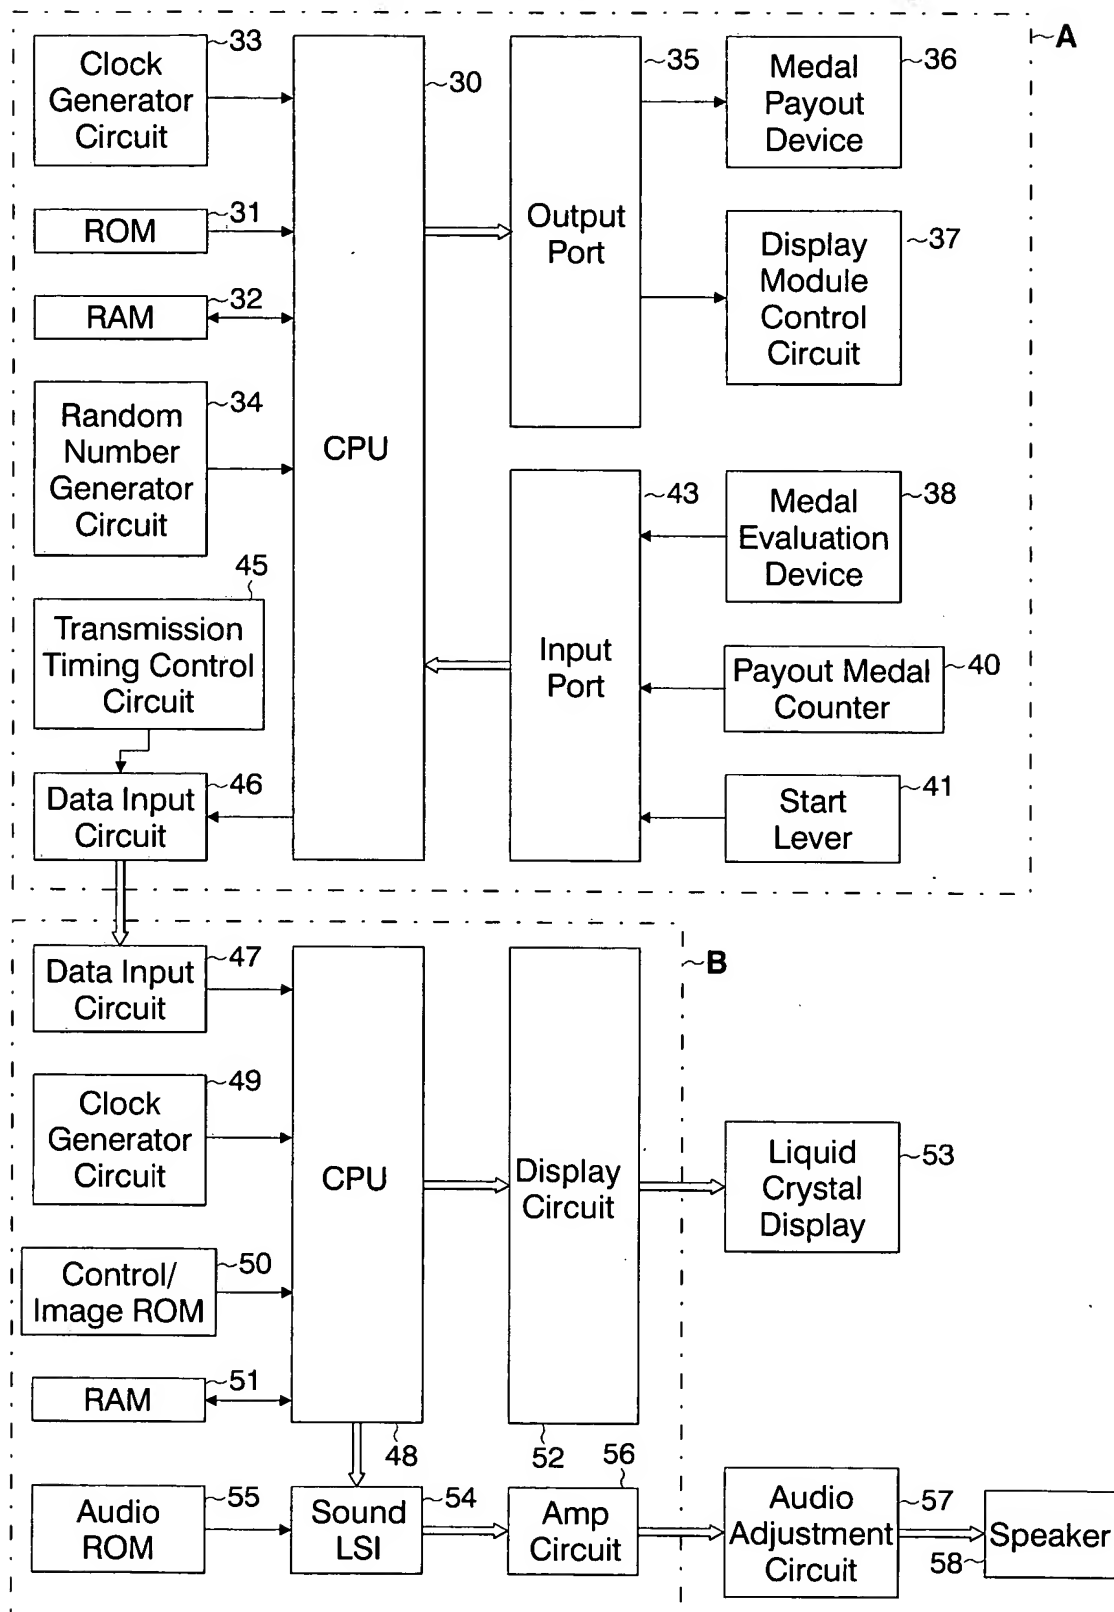 A
Clock
Generator
Circuit
33
ROM
31
RAM
32
Random
Number
Generator
Circuit
34
Transmission
Timing Control
Circuit
45
Data Input
Circuit
46
CPU
30
Output
Port
35
Medal
Payout
Device
36
Display
Module
Control
Circuit
37
Input
Port
43
Medal
Evaluation
Device
38
Payout Medal
Counter
40
Start
Lever
41
B
Data Input
Circuit
47
Clock
Generator
Circuit
49
Control/
Image ROM
50
RAM
51
CPU
48
Display
Circuit
52
Liquid
Crystal
Display
53
Audio
ROM
55
Sound
LSI
54
Amp
Circuit
56
Audio
Adjustment
Circuit
57
Speaker
58